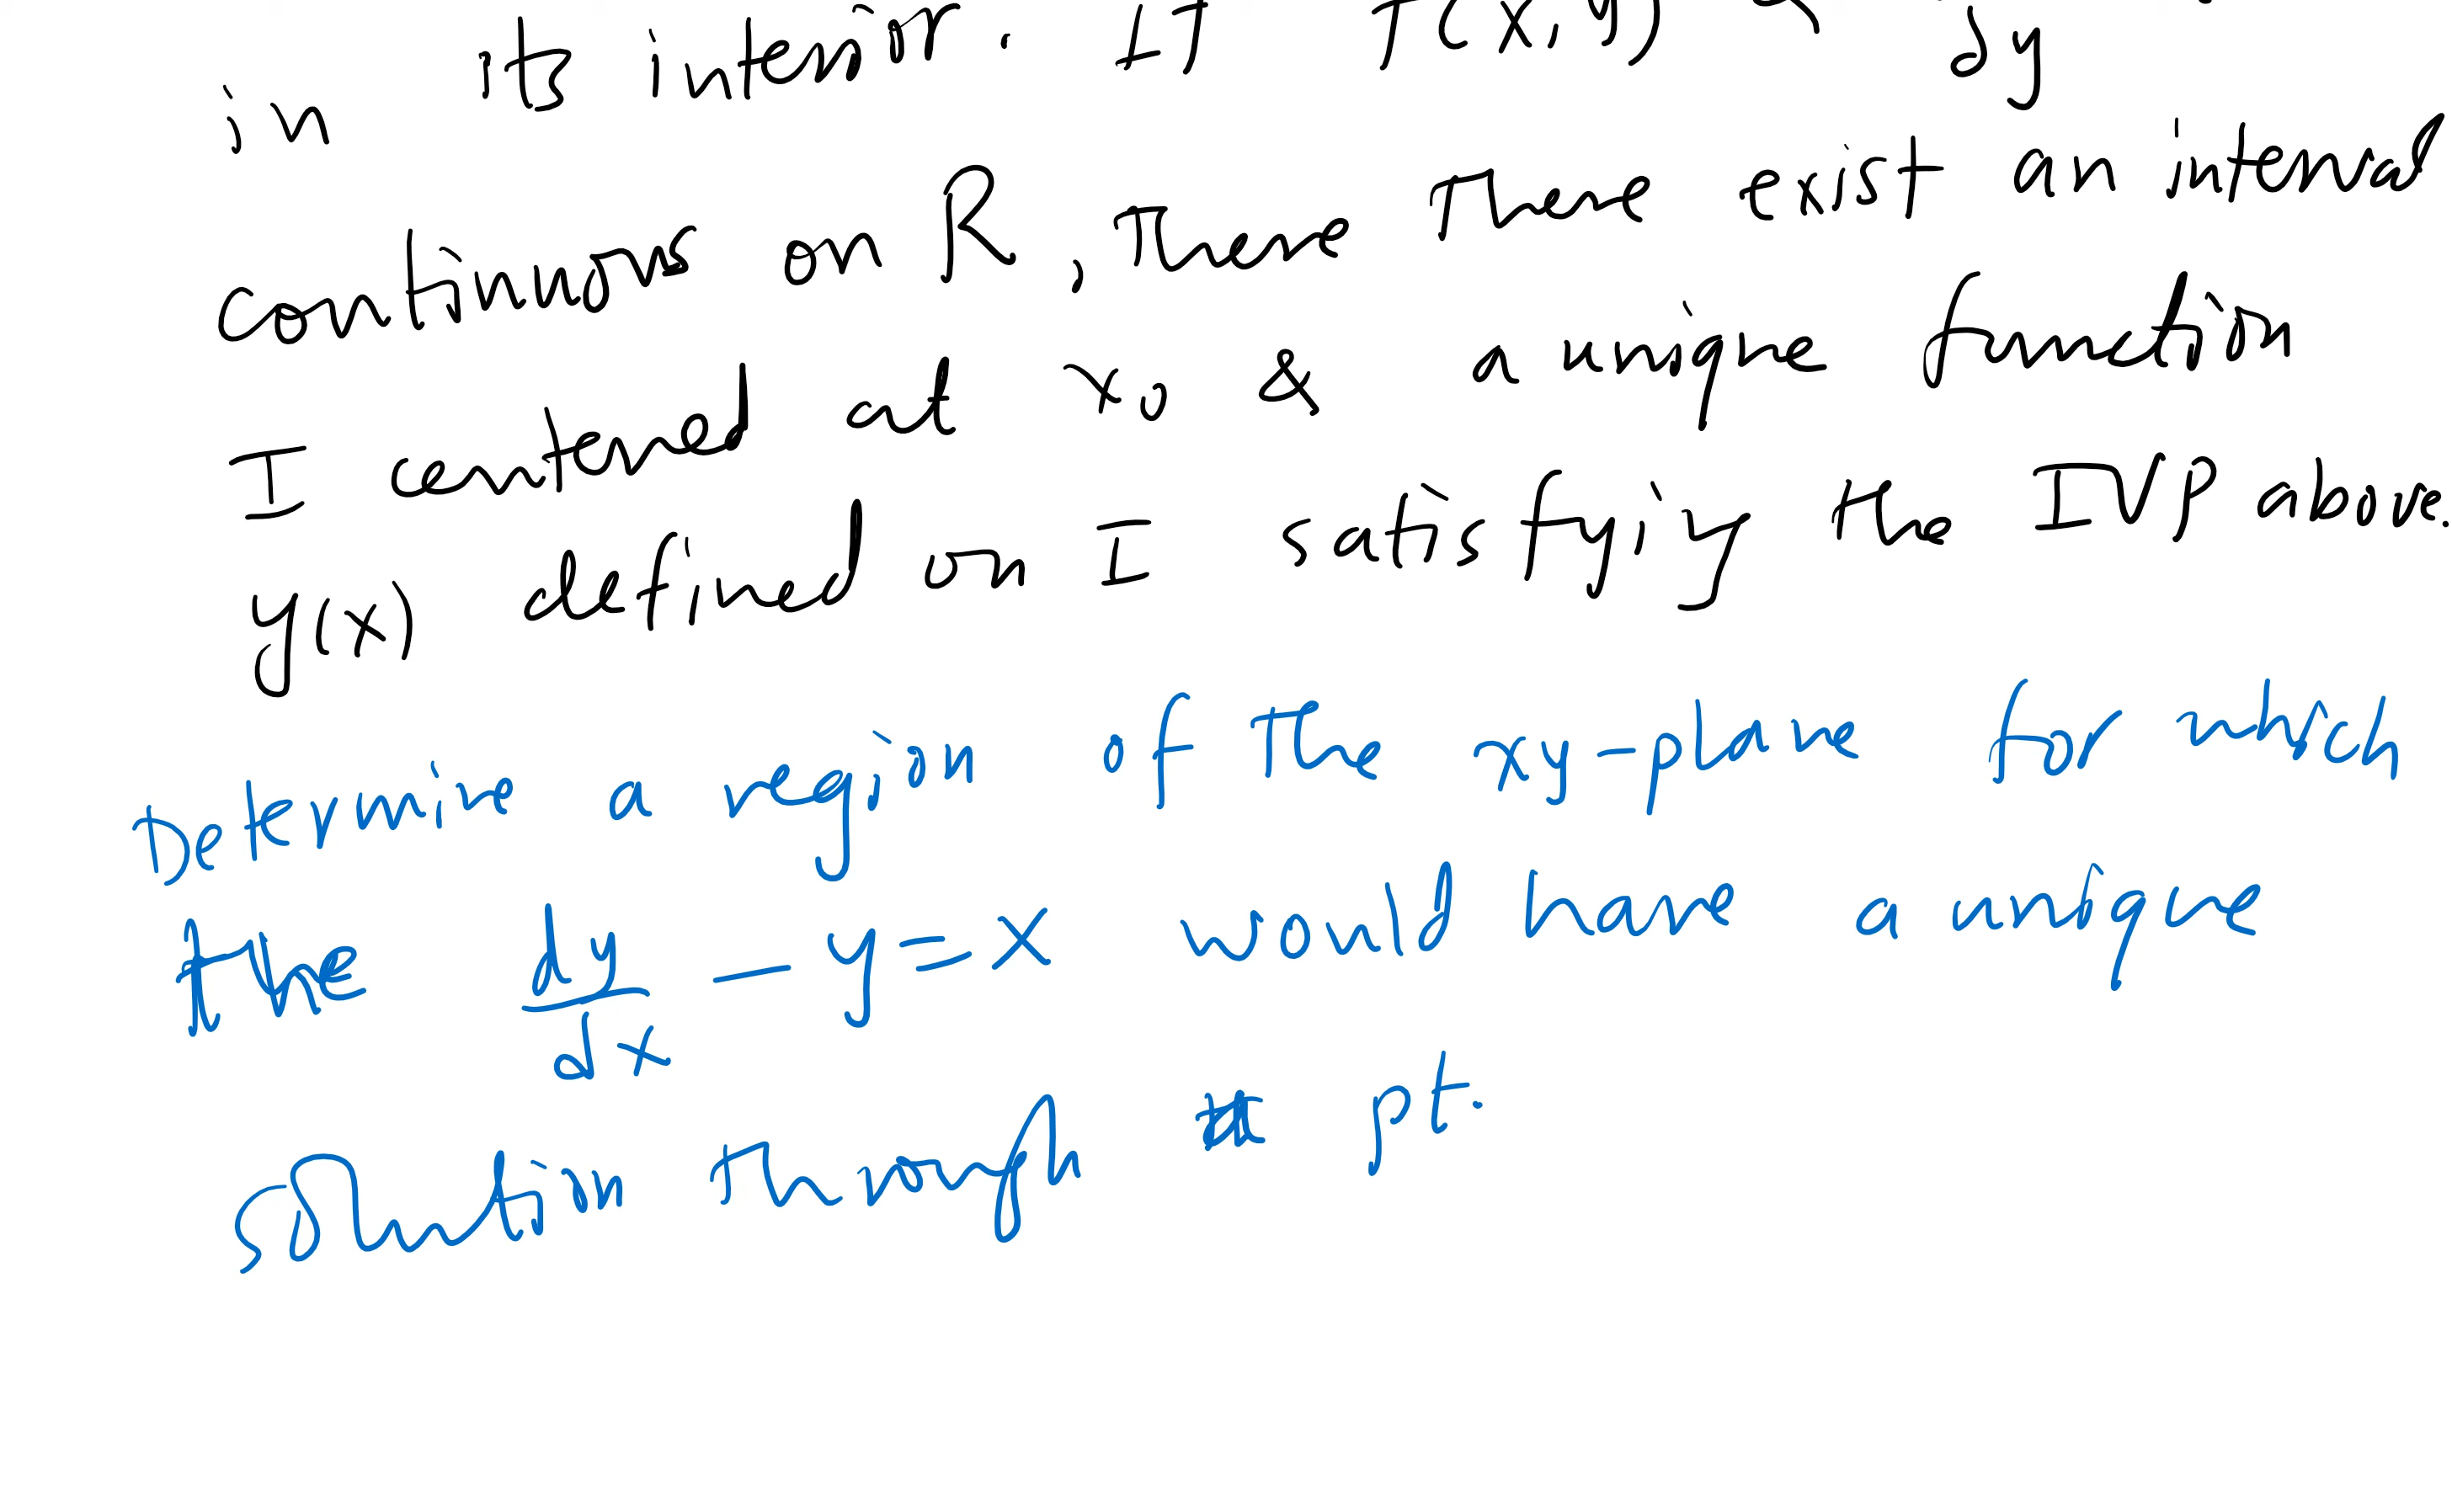 in its interior. If f(x, y) & ∂y
continuous on R, There there exist an interval
I centered at x₀ & a unique function
y(x) defined on I satisfying the IVP above.
Determine a region of the xy-plane for which
the dy/dx - y = x would have a unique
solution through pt.